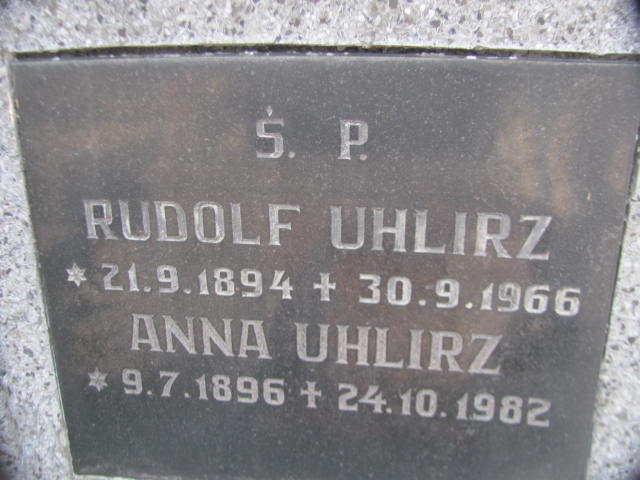 Ś. P.
RUDOLF UHLIRZ
* 21.9.1894 + 30.9.1966
ANNA UHLIRZ
* 9.7.1896 + 24.10.1982